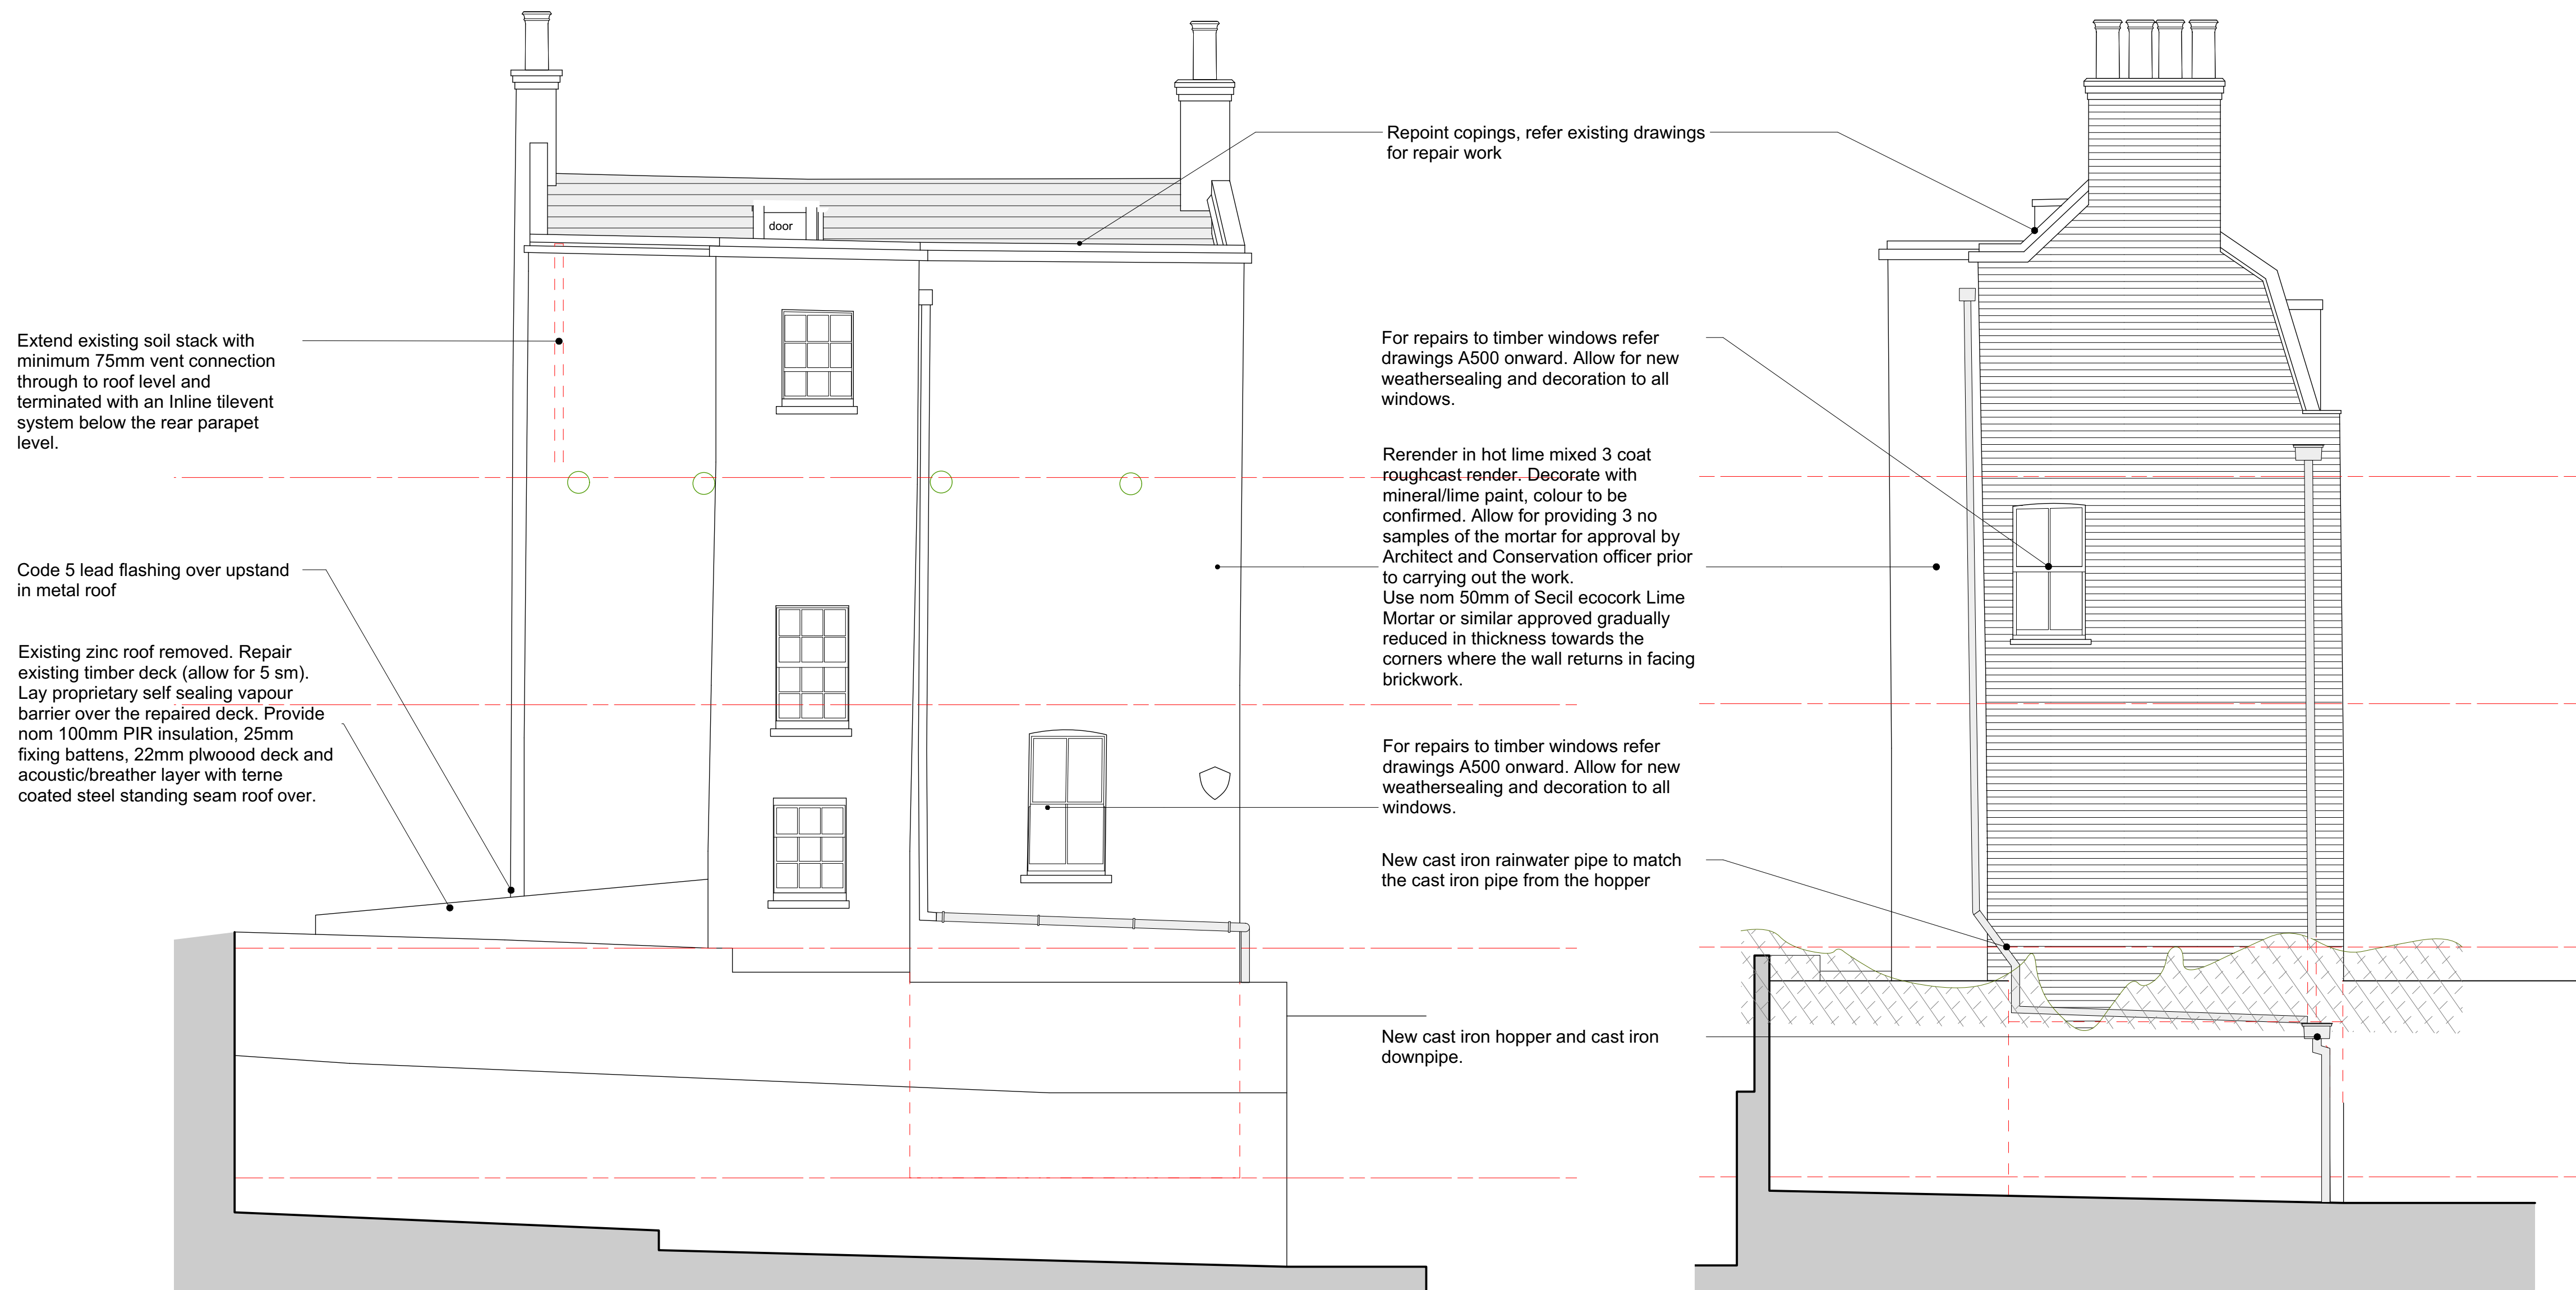 door
Extend existing soil stack with
minimum 75mm vent connection
through to roof level and
terminated with an Inline tilevent
system below the rear parapet
level.
Code 5 lead flashing over upstand
in metal roof
Existing zinc roof removed. Repair
existing timber deck (allow for 5 sm).
Lay proprietary self sealing vapour
barrier over the repaired deck. Provide
nom 100mm PIR insulation, 25mm
fixing battens, 22mm plwoood deck and
acoustic/breather layer with terne
coated steel standing seam roof over.
Repoint copings, refer existing drawings
for repair work
For repairs to timber windows refer
drawings A500 onward. Allow for new
weathersealing and decoration to all
windows.
Rerender in hot lime mixed 3 coat
roughcast render. Decorate with
mineral/lime paint, colour to be
confirmed. Allow for providing 3 no
samples of the mortar for approval by
Architect and Conservation officer prior
to carrying out the work.
Use nom 50mm of Secil ecocork Lime
Mortar or similar approved gradually
reduced in thickness towards the
corners where the wall returns in facing
brickwork.
For repairs to timber windows refer
drawings A500 onward. Allow for new
weathersealing and decoration to all
windows.
New cast iron rainwater pipe to match
the cast iron pipe from the hopper
New cast iron hopper and cast iron
downpipe.